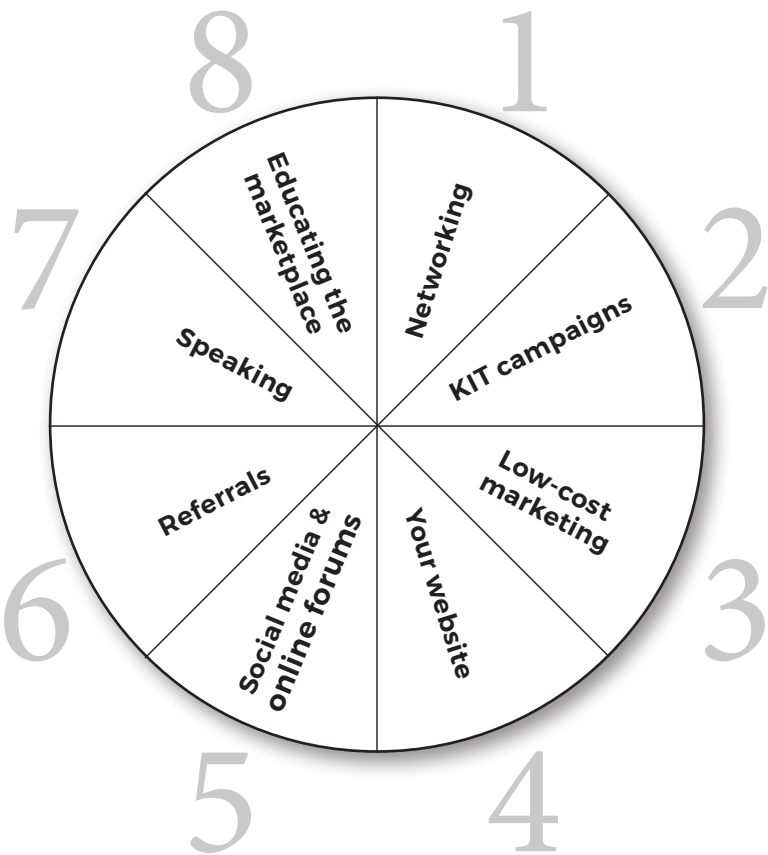 8
1
7
2
6
3
5
4
Educating the
marketplace
Networking
KIT campaigns
Low-cost
marketing
Your website
Social media &
online forums
Referrals
Speaking